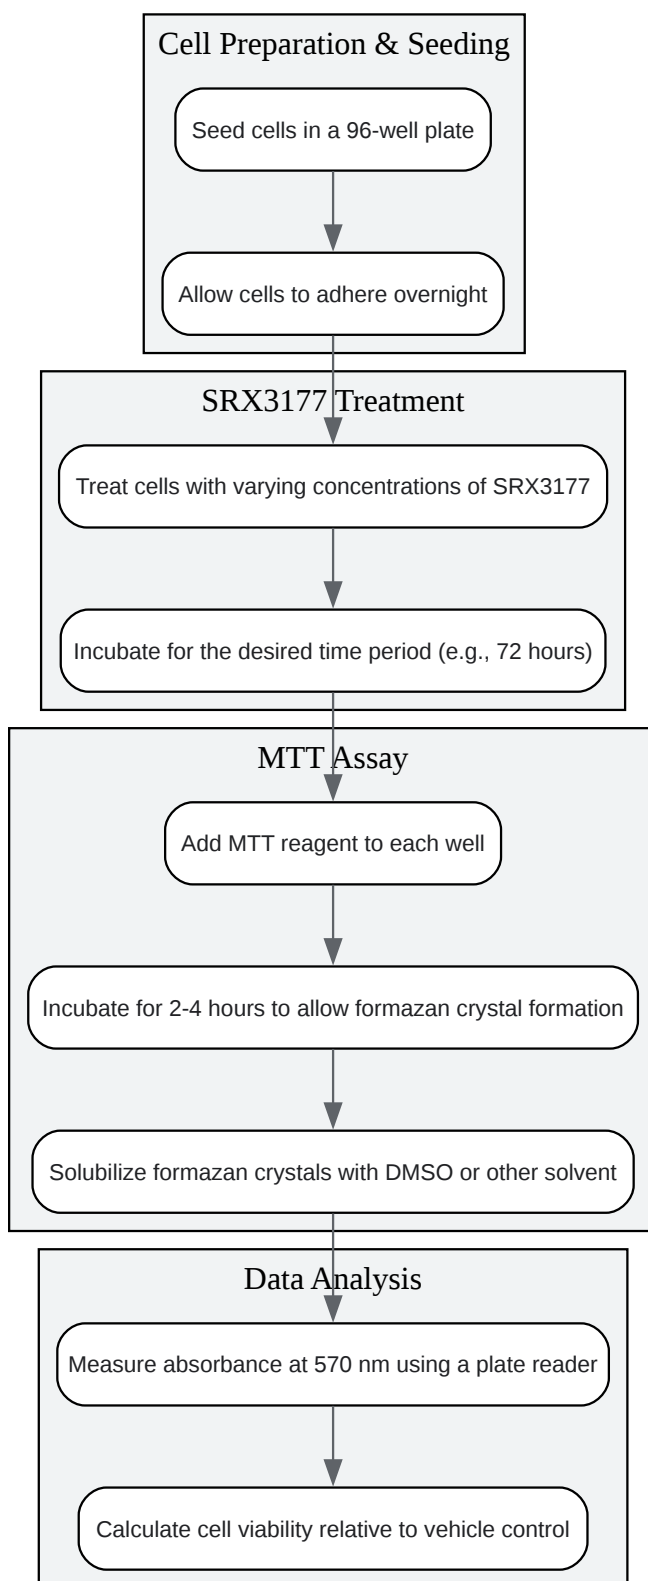 Cell Preparation & Seeding
Seed cells in a 96-well plate
Allow cells to adhere overnight
SRX3177 Treatment
Treat cells with varying concentrations of SRX3177
Incubate for the desired time period (e.g., 72 hours)
MTT Assay
Add MTT reagent to each well
Incubate for 2-4 hours to allow formazan crystal formation
Solubilize formazan crystals with DMSO or other solvent
Data Analysis
Measure absorbance at 570 nm using a plate reader
Calculate cell viability relative to vehicle control